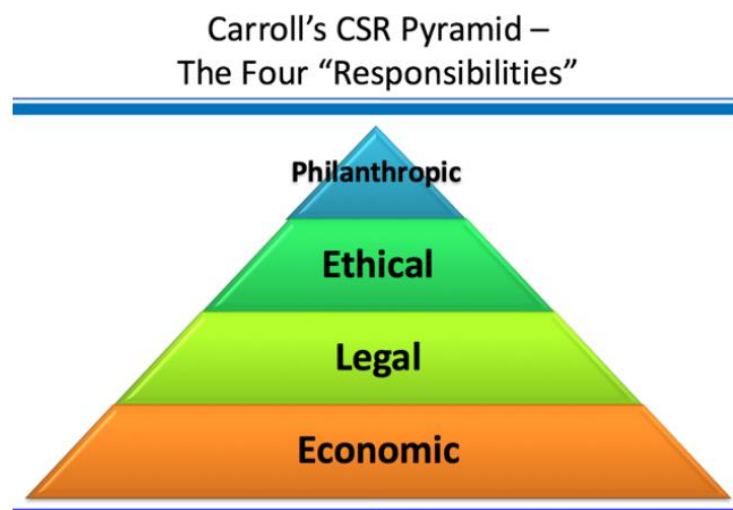 Carroll’s CSR Pyramid –
The Four “Responsibilities”
Philanthropic
Ethical
Legal
Economic